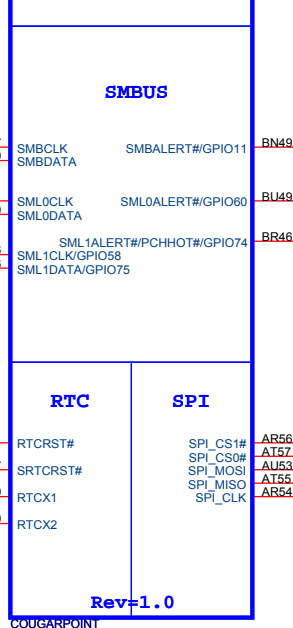 SMBUS
SMBCLK SMBALERT#/GPIO11 BN49
SMBDATA
SML0CLK SML0ALERT#/GPIO60 BU49
SML0DATA
SML1ALERT#/PCHHOT#/GPIO74 BR46
SML1CLK/GPIO58
SML1DATA/GPIO75
RTC SPI
RTCRST# SPI_CS1# AR56
SPI_CS0# AT57
SRTCRST# SPI_MOSI AU53
SPI_MISO AT55
RTCX1 SPI_CLK AR54
RTCX2
Rev=1.0
COUGARPOINT